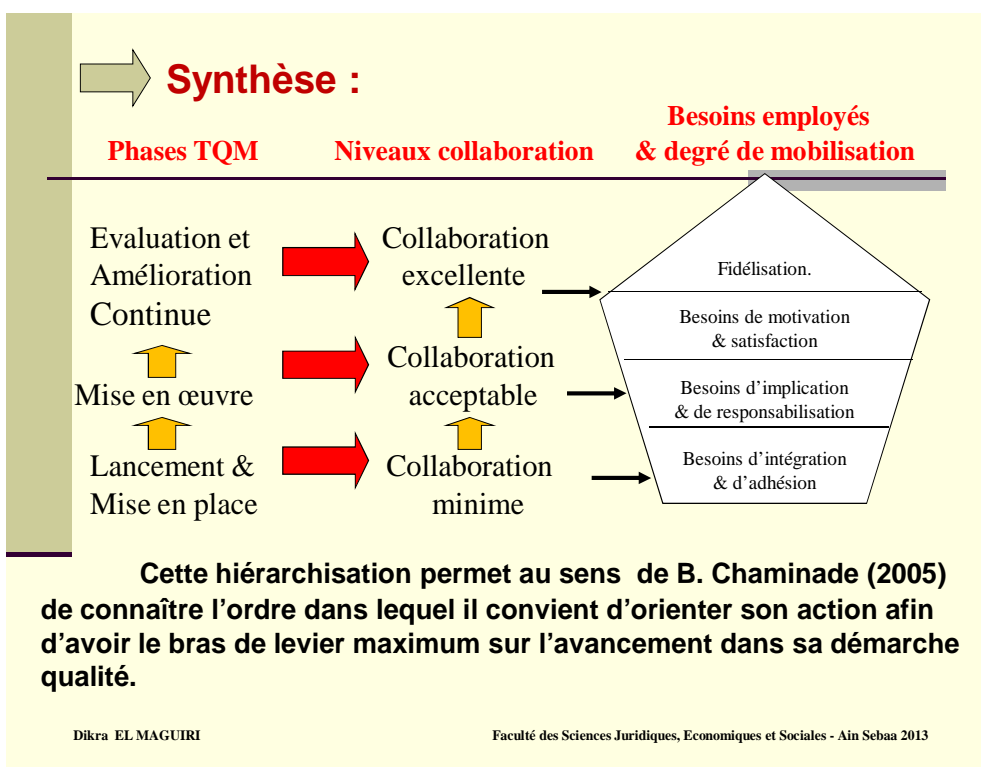 Synthèse :
Phases TQM
Niveaux collaboration
Besoins employés
& degré de mobilisation
Evaluation et
Amélioration
Continue
Mise en œuvre
Lancement &
Mise en place
Collaboration
excellente
Collaboration
acceptable
Collaboration
minime
Fidélisation.
Besoins de motivation
& satisfaction
Besoins d’implication
& de responsabilisation
Besoins d’intégration
& d’adhésion
Cette hiérarchisation permet au sens de B. Chaminade (2005)
de connaître l’ordre dans lequel il convient d’orienter son action afin
d’avoir le bras de levier maximum sur l’avancement dans sa démarche
qualité.
Dikra EL MAGUIRI
Faculté des Sciences Juridiques, Economiques et Sociales - Ain Sebaa 2013